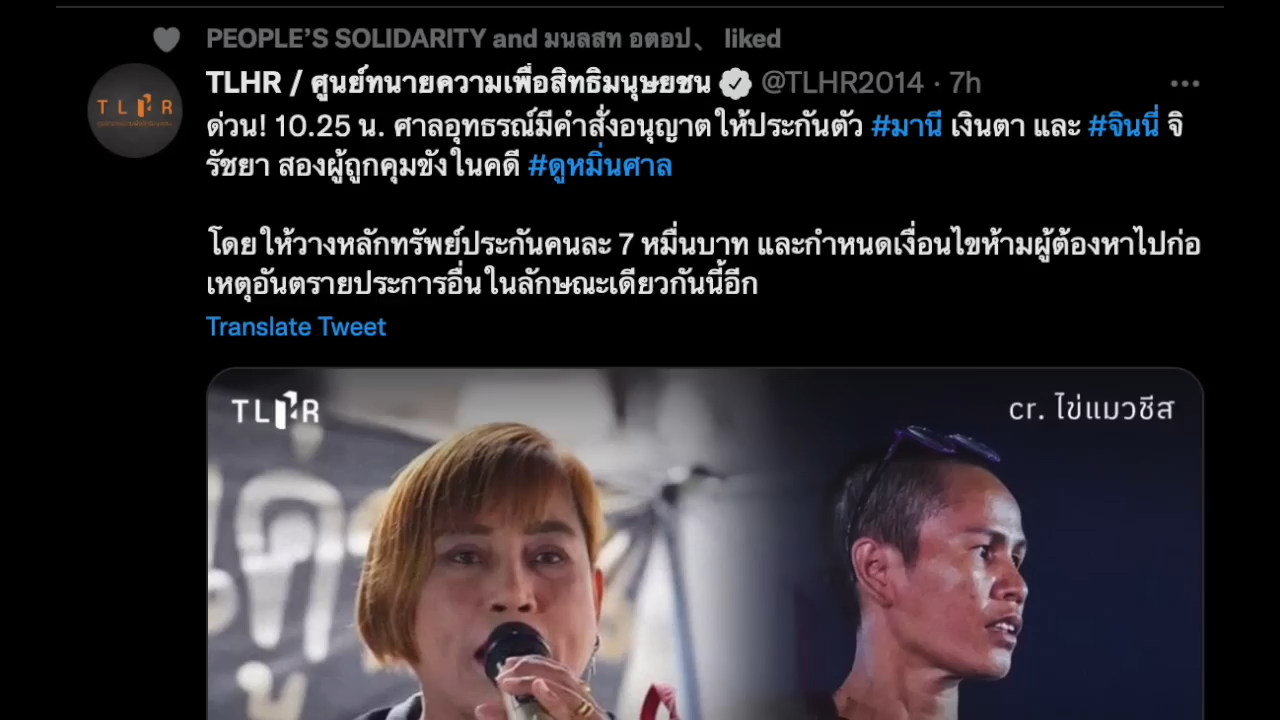 PEOPLE'S SOLIDARITY and มนลสท อตอป、 liked
TLHR / ศูนย์ทนายความเพื่อสิทธิมนุษยชน @TLHR2014 · 7h
TLHR
ด่วน! 10.25 น. ศาลอุทธรณ์มีคำสั่งอนุญาตให้ประกันตัว #มานี เงินตา และ #จินนี่ จิ
รัชยา สองผู้ถูกคุมขังในคดี #ดูหมิ่นศาล
โดยให้วางหลักทรัพย์ประกันคนละ 7 หมื่นบาท และกำหนดเงื่อนไขห้ามผู้ต้องหาไปก่อ
เหตุอันตรายประการอื่นในลักษณะเดียวกันนี้อีก
Translate Tweet
TLHR
cr. ไข่แมวชีส